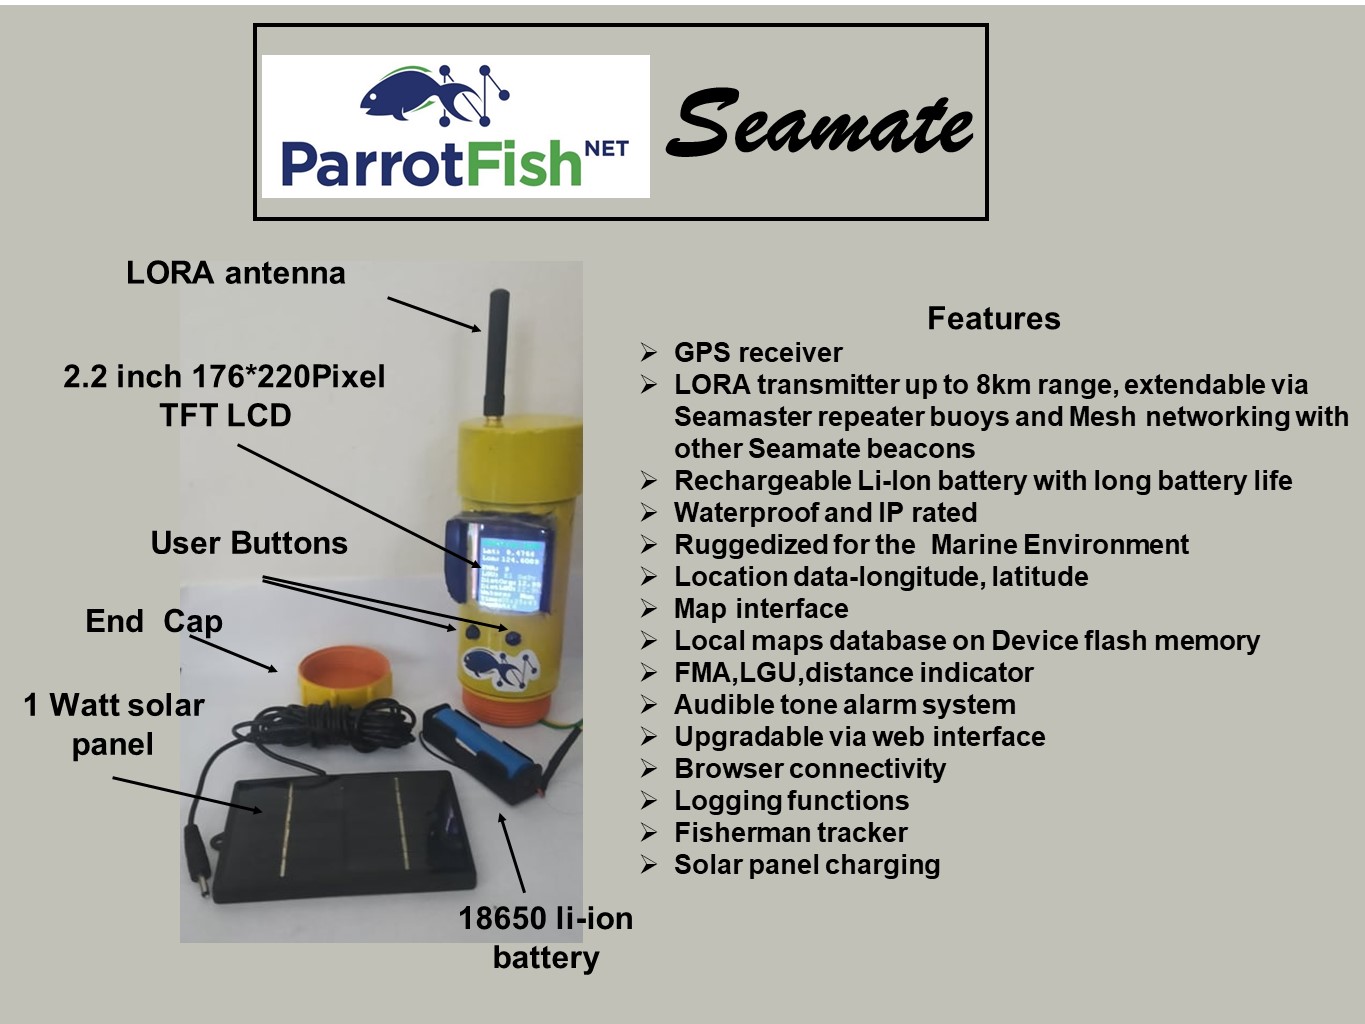 ParrotFish NET
Seamate
LORA antenna
2.2 inch 176*220Pixel
TFT LCD
User Buttons
End  Cap
1 Watt solar
panel
18650 li-ion
battery
Features
GPS receiver
LORA transmitter up to 8km range, extendable via
Seamaster repeater buoys and Mesh networking with
other Seamate beacons
Rechargeable Li-Ion battery with long battery life
Waterproof and IP rated
Ruggedized for the  Marine Environment
Location data-longitude, latitude
Map interface
Local maps database on Device flash memory
FMA,LGU,distance indicator
Audible tone alarm system
Upgradable via web interface
Browser connectivity
Logging functions
Fisherman tracker
Solar panel charging